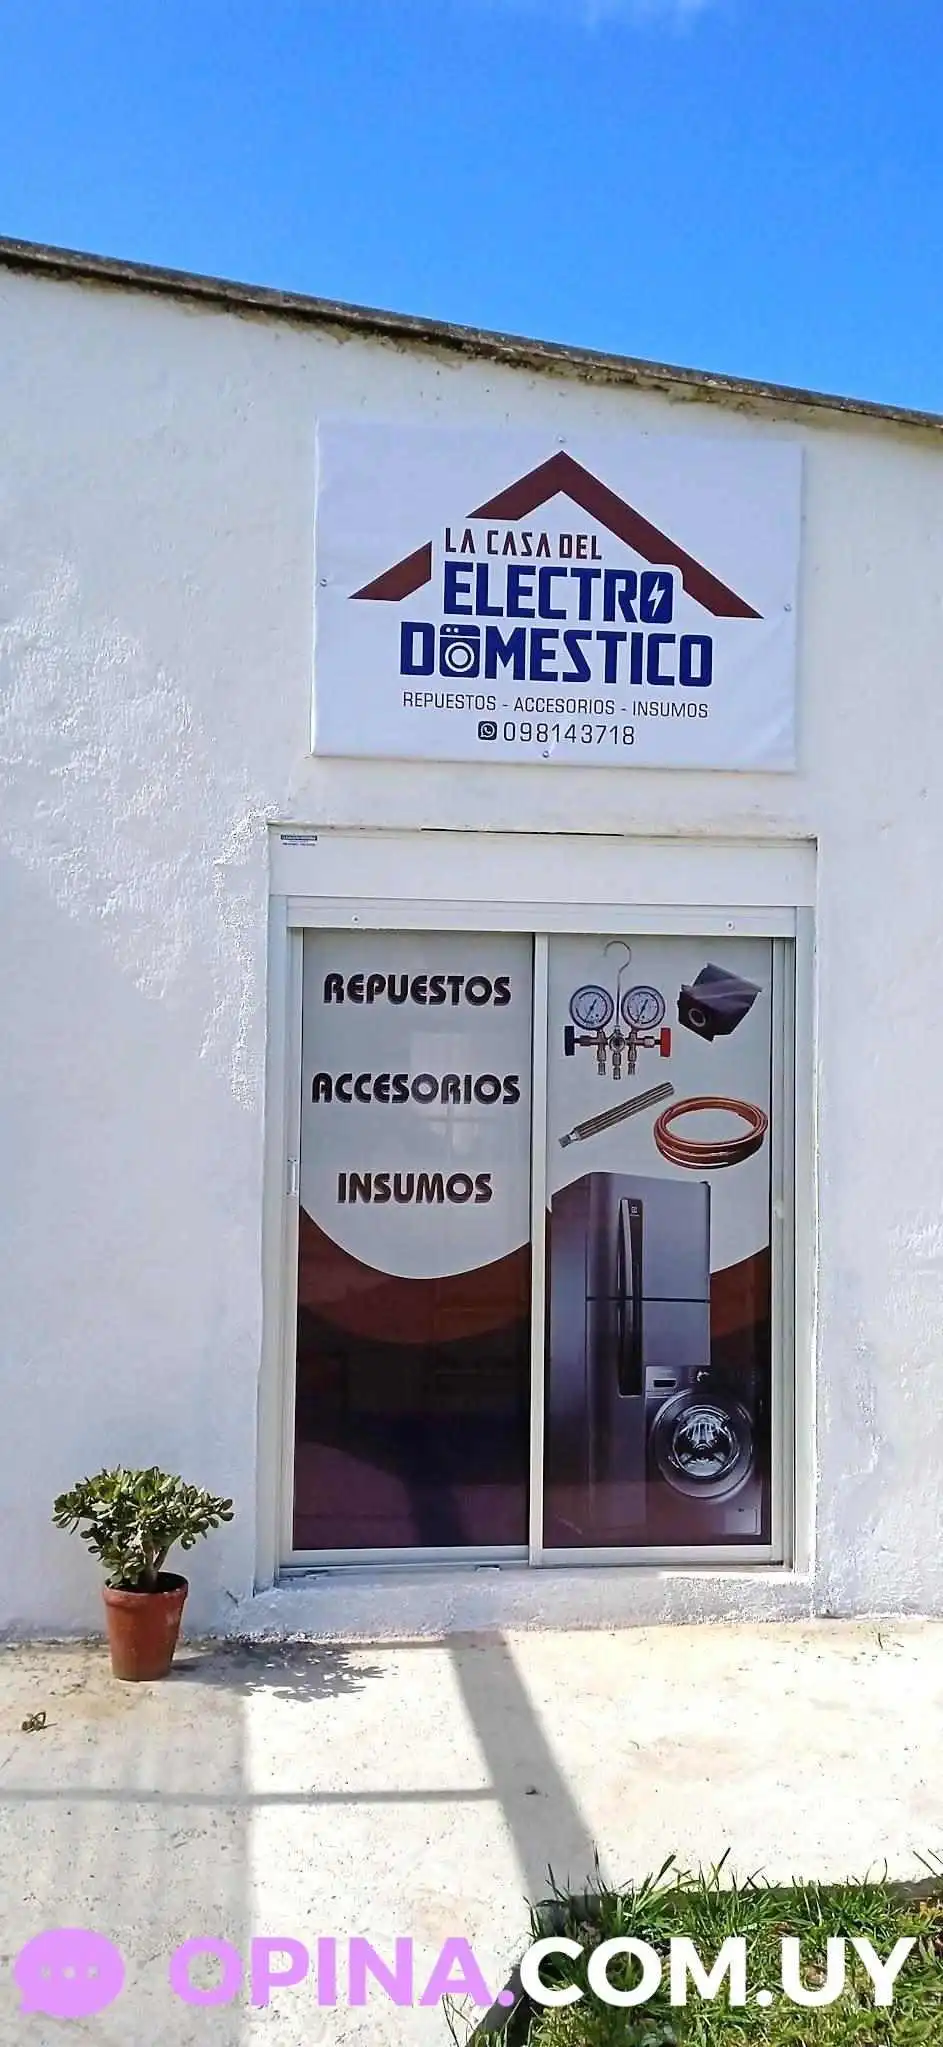 LA CASA DEL
ELECTRO
DOMESTICO
REPUESTOS - ACCESORIOS - INSUMOS
098143718
REPUESTOS
ACCESORIOS
INSUMOS
OPINA.COM.UY